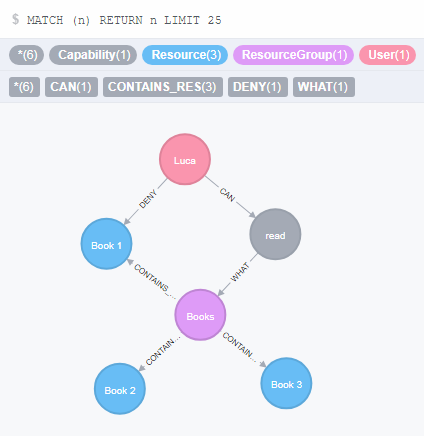 $ MATCH (n) RETURN n LIMIT 25
*(6) Capability(1) Resource(3) ResourceGroup(1) User(1)
*(6) CAN(1) CONTAINS_RES(3) DENY(1) WHAT(1)
Luca
DENY
CAN
Book 1
read
CONTAINS_...
WHAT
Books
CONTAIN...
CONTAIN...
Book 2
Book 3